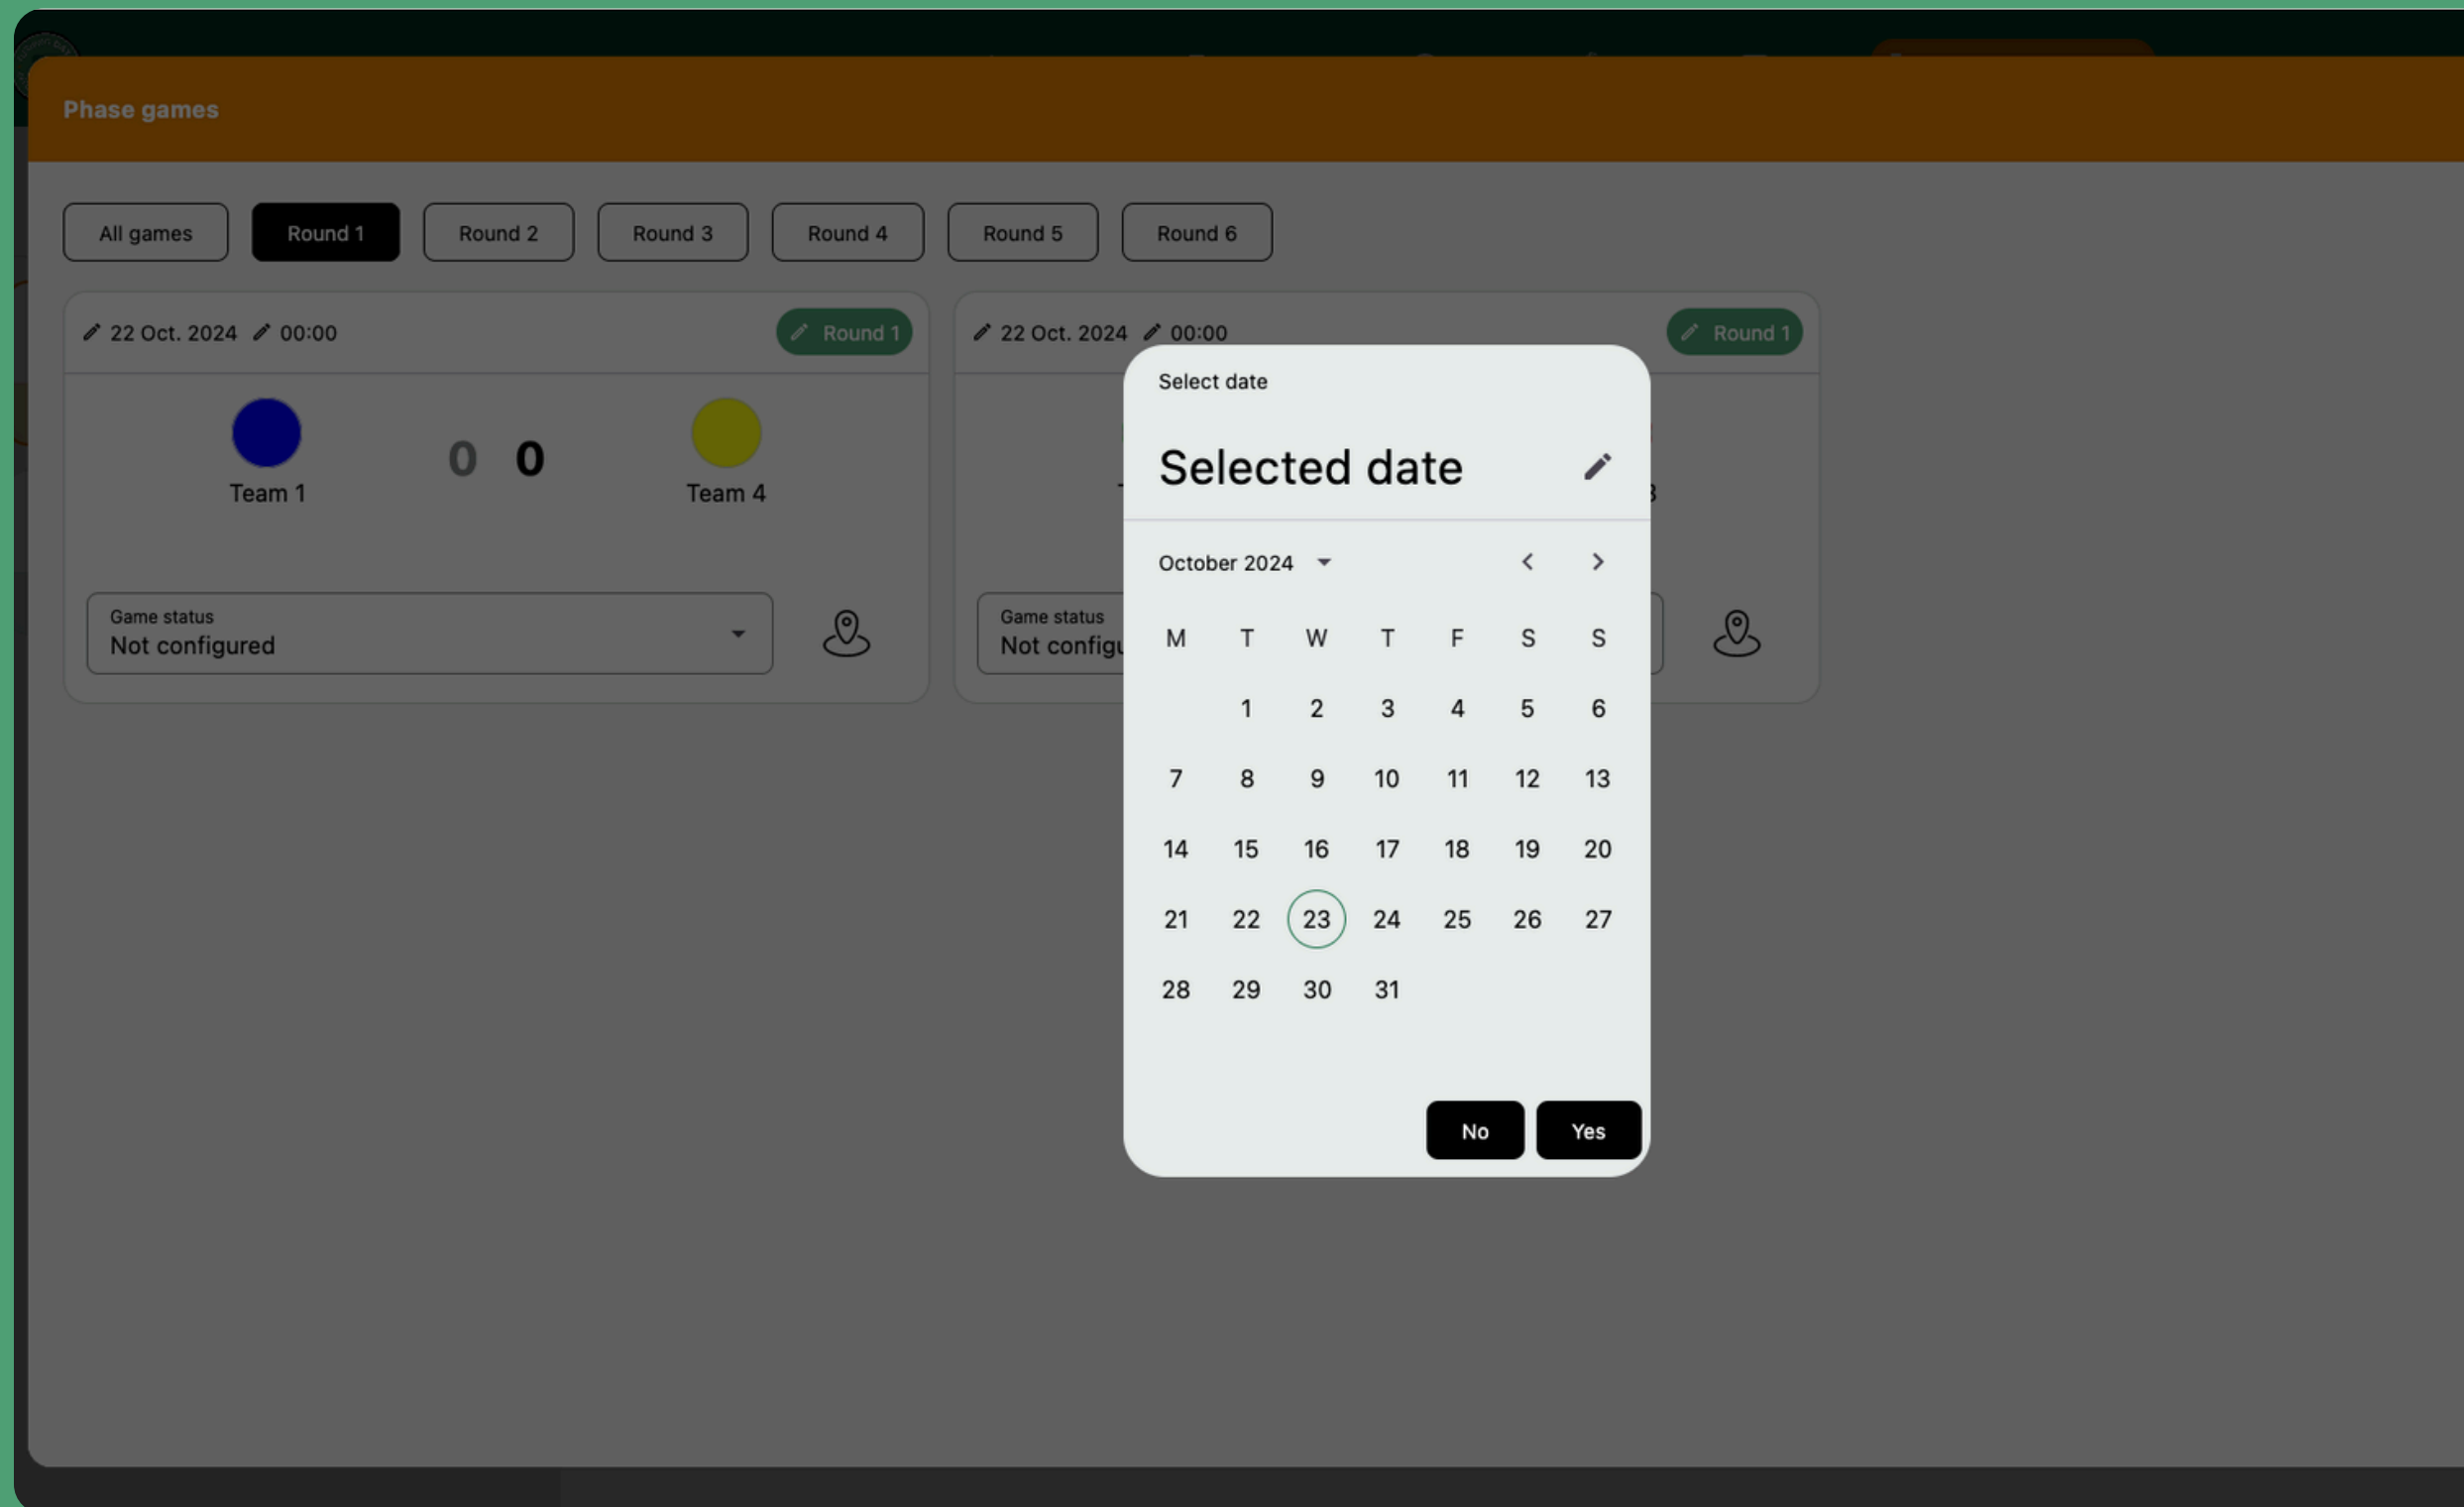 Phase games
All games Round 1 Round 2 Round 3 Round 4 Round 5 Round 6
22 Oct. 2024 00:00 Round 1
0 0
Team 1 Team 4
Game status
Not configured
22 Oct. 2024 00:00 Round 1
Game status
Select date
Selected date
October 2024
M T W T F S S
1 2 3 4 5 6
7 8 9 10 11 12 13
14 15 16 17 18 19 20
21 22 23 24 25 26 27
28 29 30 31
No Yes